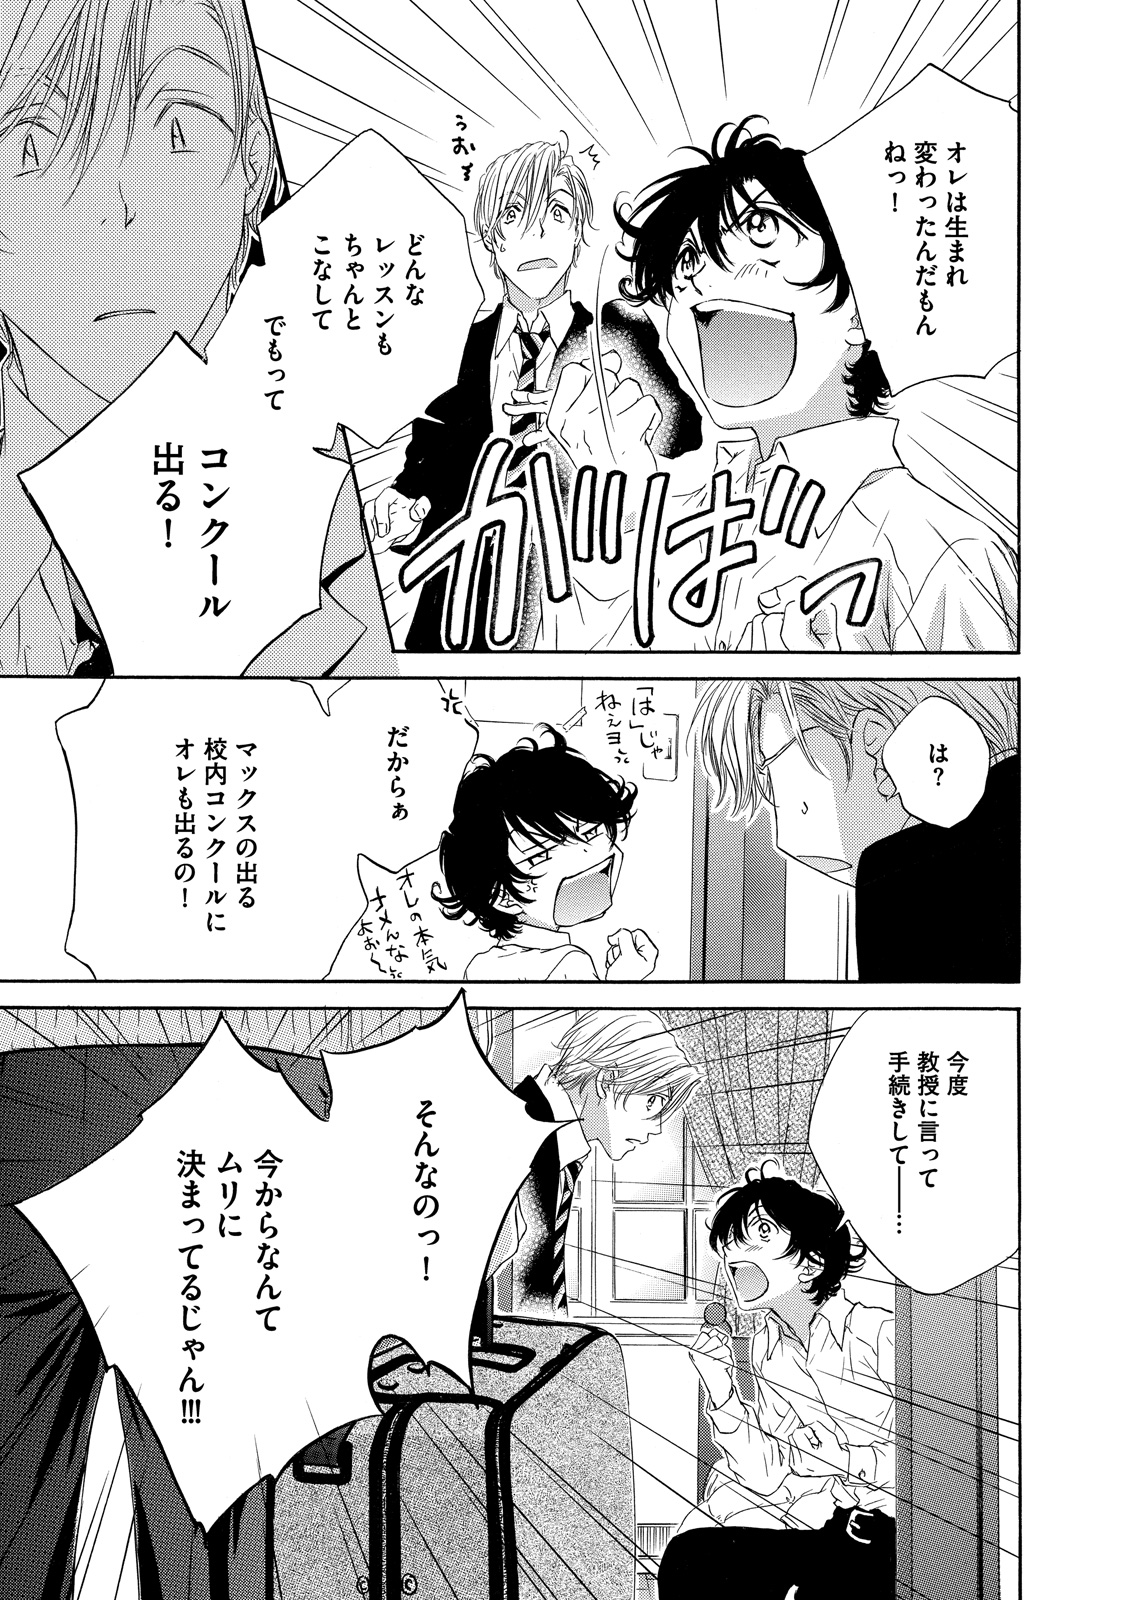 オレは生まれ
変わったんだもん
ねっ！
うおぅ
がばっ
どんな
レッスンも
ちゃんと
こなして
でもって
コンクール
出る！
は？
「は」じゃ
ねぇヨ
だからぁ
オレの本気
ナメんな
よぉ～
マックスの出る
校内コンクールに
オレも出るの！
今度
教授に言って
手続きして――…
そんなのっ！
今からなんて
ムリに
決まってるじゃん!!!